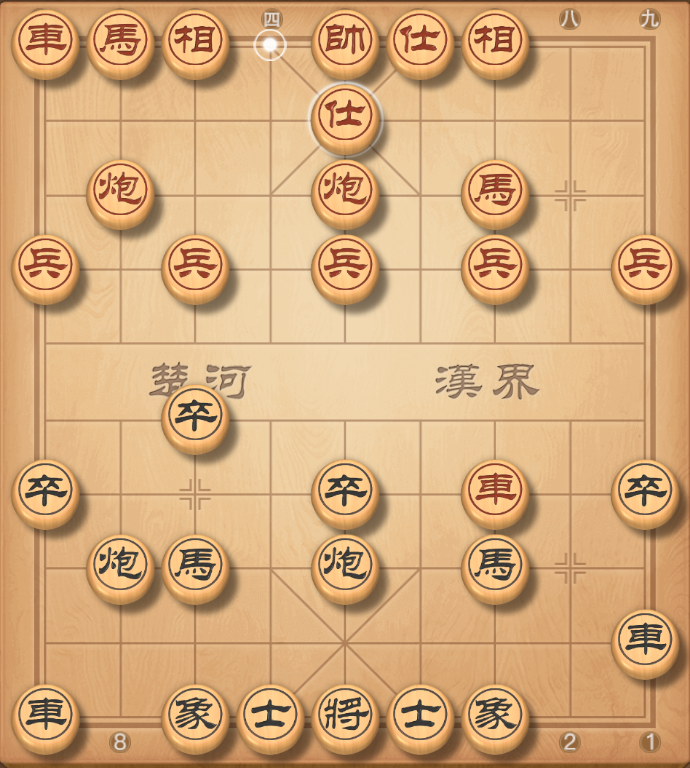 四 八 九
車 馬 相 帥 仕 相
仕
炮 炮 馬
兵 兵 兵 兵 兵
楚河 漢界
卒
卒 卒 車 卒
炮 馬 炮 馬
車
車 象 士 將 士 象
8 2 1